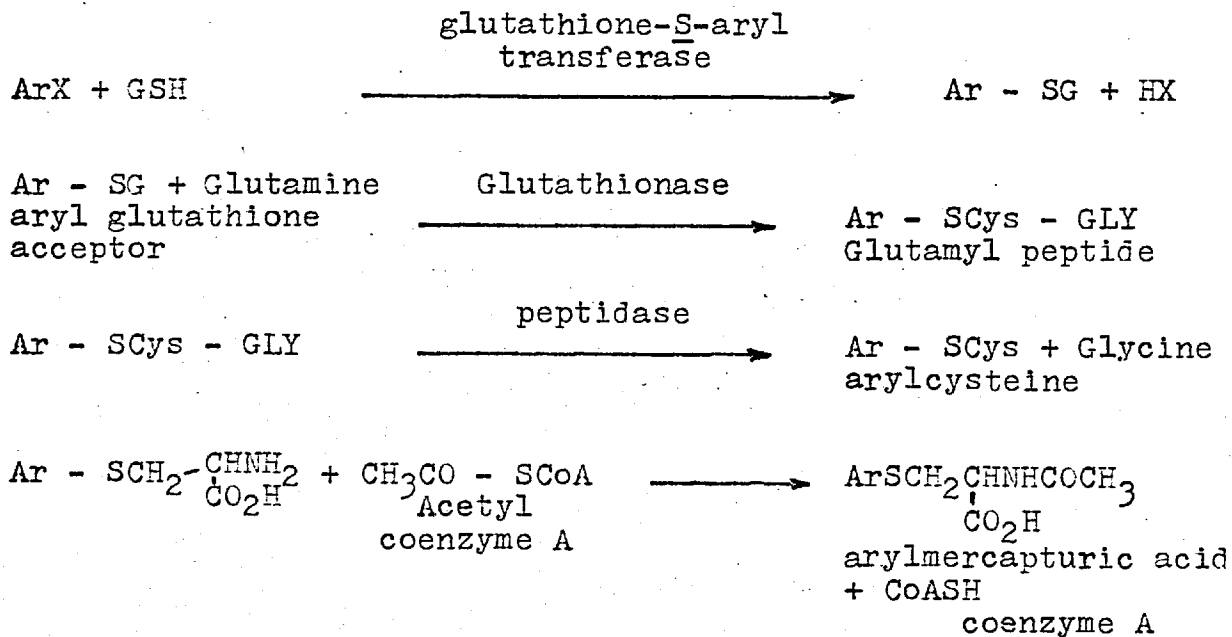 glutathione-S-aryl
transferase
ArX + GSH ⟶ Ar - SG + HX
Ar - SG + Glutamine Glutathionase
aryl glutathione ⟶ Ar - SCys - GLY
acceptor Glutamyl peptide
peptidase
Ar - SCys - GLY ⟶ Ar - SCys + Glycine
arylcysteine
Ar - SCH₂-CHNH₂ + CH₃CO - SCoA ⟶ ArSCH₂CHNHCOCH₃
CO₂H Acetyl CO₂H
coenzyme A arylmercapturic acid
+ CoASH
coenzyme A